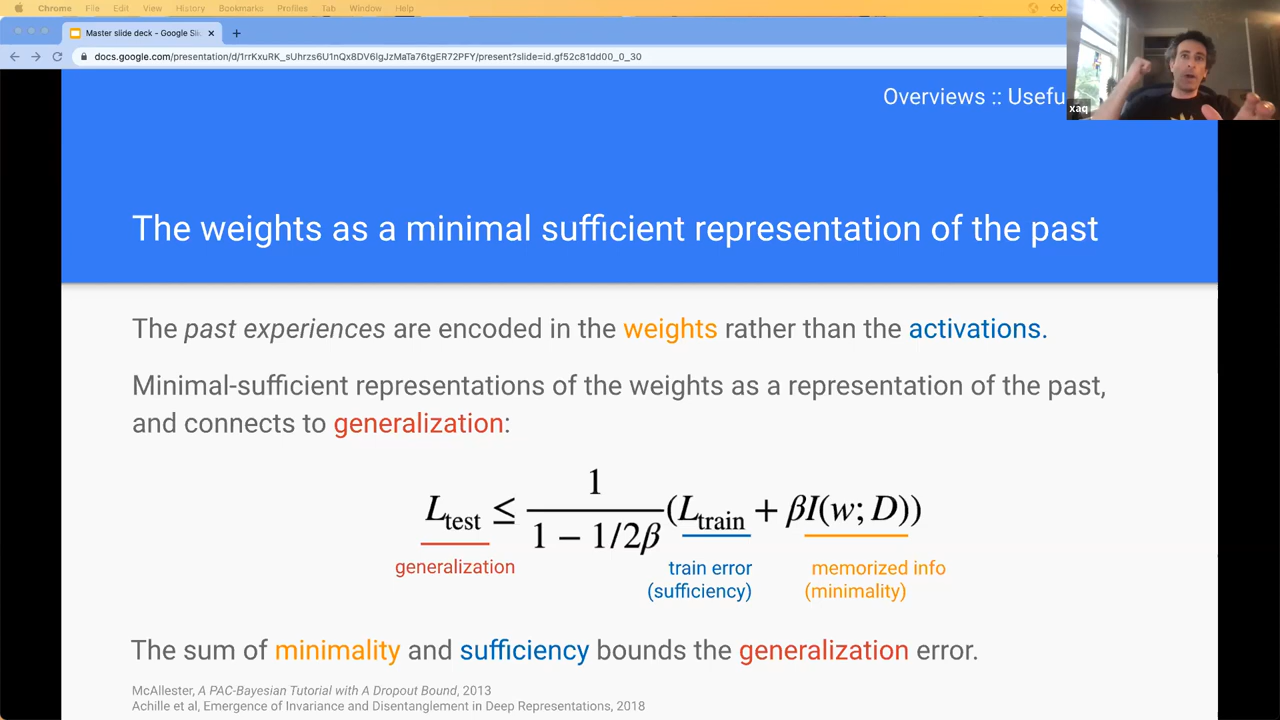 Chrome File Edit View History Bookmarks Profiles Tab Window Help
Master slide deck - Google Sli
docs.google.com/presentation/d/1rrKxuRK_sUhrzs6U1nQx8DV6lgJzMaTa76tgER72PFY/present?slide=id.gf52c81dd00_0_30
Overviews :: Usefu
xaq
The weights as a minimal sufficient representation of the past
The past experiences are encoded in the weights rather than the activations.
Minimal-sufficient representations of the weights as a representation of the past,
and connects to generalization:
L_test ≤ 1 / (1 − 1/2β) (L_train + βI(w; D))
generalization
train error
(sufficiency)
memorized info
(minimality)
The sum of minimality and sufficiency bounds the generalization error.
McAllester, A PAC-Bayesian Tutorial with A Dropout Bound, 2013
Achille et al, Emergence of Invariance and Disentanglement in Deep Representations, 2018